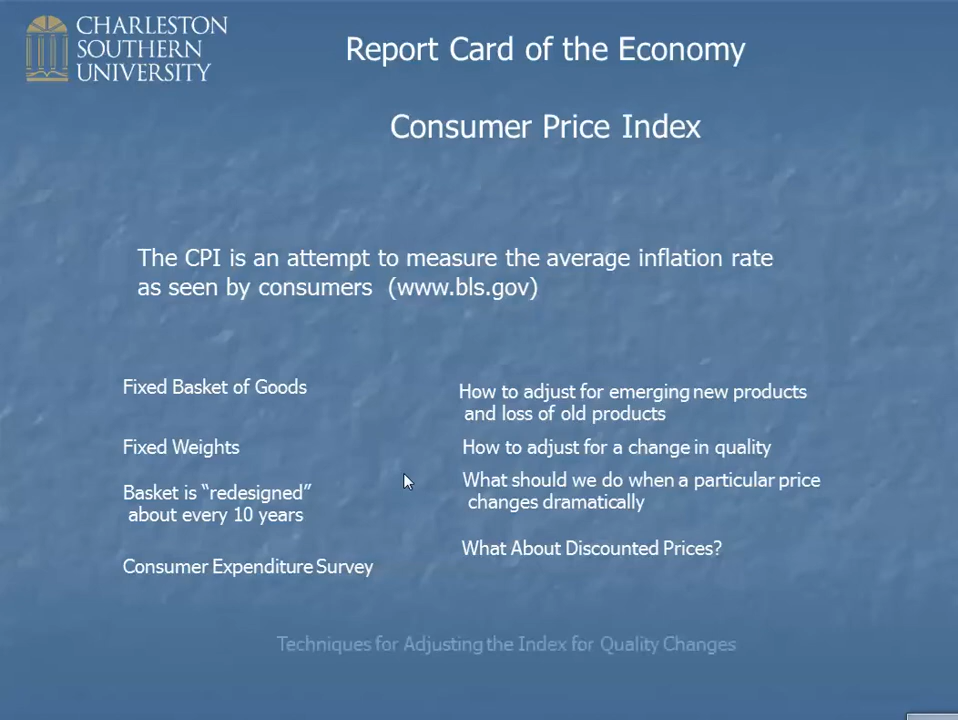 CHARLESTON
SOUTHERN
UNIVERSITY
Report Card of the Economy
Consumer Price Index
The CPI is an attempt to measure the average inflation rate
as seen by consumers (www.bls.gov)
Fixed Basket of Goods
Fixed Weights
Basket is “redesigned”
about every 10 years
Consumer Expenditure Survey
How to adjust for emerging new products
and loss of old products
How to adjust for a change in quality
What should we do when a particular price
changes dramatically
What About Discounted Prices?
Techniques for Adjusting the Index for Quality Changes